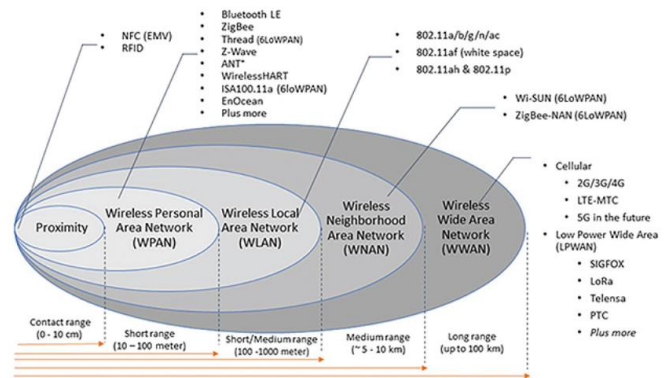 NFC (EMV)
RFID
Bluetooth LE
ZigBee
Thread (6LoWPAN)
Z-Wave
ANT+
WirelessHART
ISA100.11a (6loWPAN)
EnOcean
Plus more
802.11a/b/g/n/ac
802.11af (white space)
802.11ah & 802.11p
Wi-SUN (6LoWPAN)
ZigBee-NAN (6LoWPAN)
Cellular
2G/3G/4G
LTE-MTC
5G in the future
Low Power Wide Area
(LPWAN)
SIGFOX
LoRa
Telensa
PTC
Plus more
Proximity
Wireless Personal
Area Network
(WPAN)
Wireless Local
Area Network
(WLAN)
Wireless
Neighborhood
Area Network
(WNAN)
Wireless
Wide Area
Network
(WWAN)
Contact range
(0 - 10 cm)
Short range
(10 – 100 meter)
Short/Medium range
(100 -1000 meter)
Medium range
(~ 5 - 10 km)
Long range
(up to 100 km)